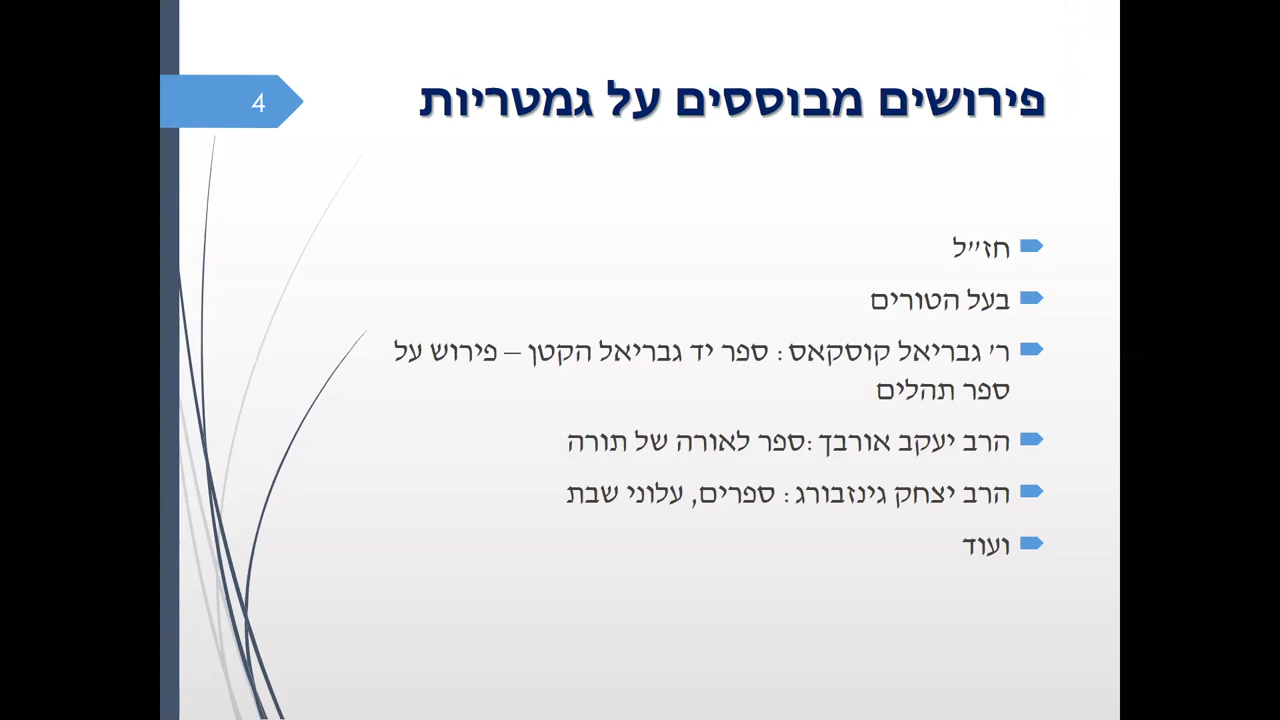 פירושים מבוססים על גמטריות
4
חז״ל
בעל הטורים
ר׳ גבריאל קוסקאס: ספר יד גבריאל הקטן – פירוש על
ספר תהלים
הרב יעקב אורבך :ספר לאורה של תורה
הרב יצחק גינזבורג: ספרים, עלוני שבת
ועוד